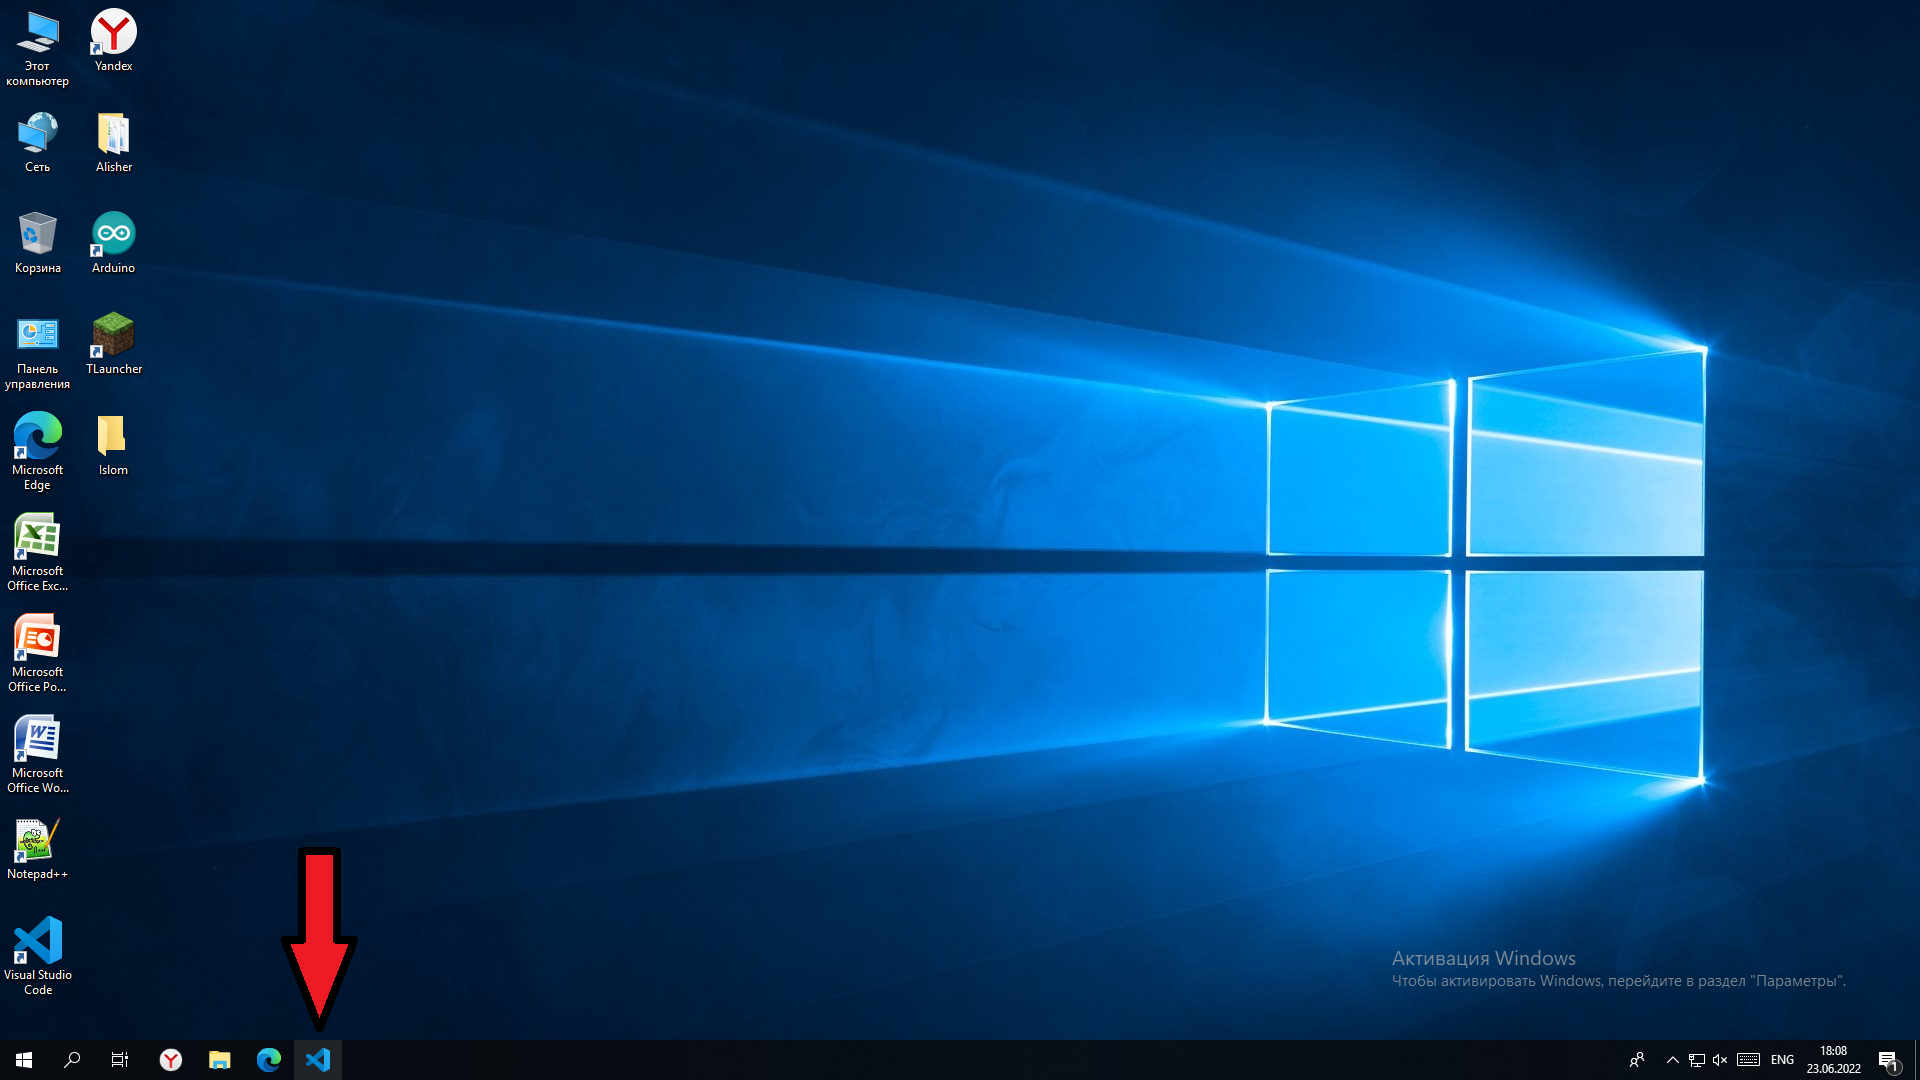 Этот
компьютер
Yandex
Сеть
Alisher
Корзина
Arduino
Панель
управления
TLauncher
Microsoft
Edge
Islom
Microsoft
Office Exc...
Microsoft
Office Po...
Microsoft
Office Wo...
Notepad++
Visual Studio
Code
Активация Windows
Чтобы активировать Windows, перейдите в раздел "Параметры".
ENG
18:08
23.06.2022
1